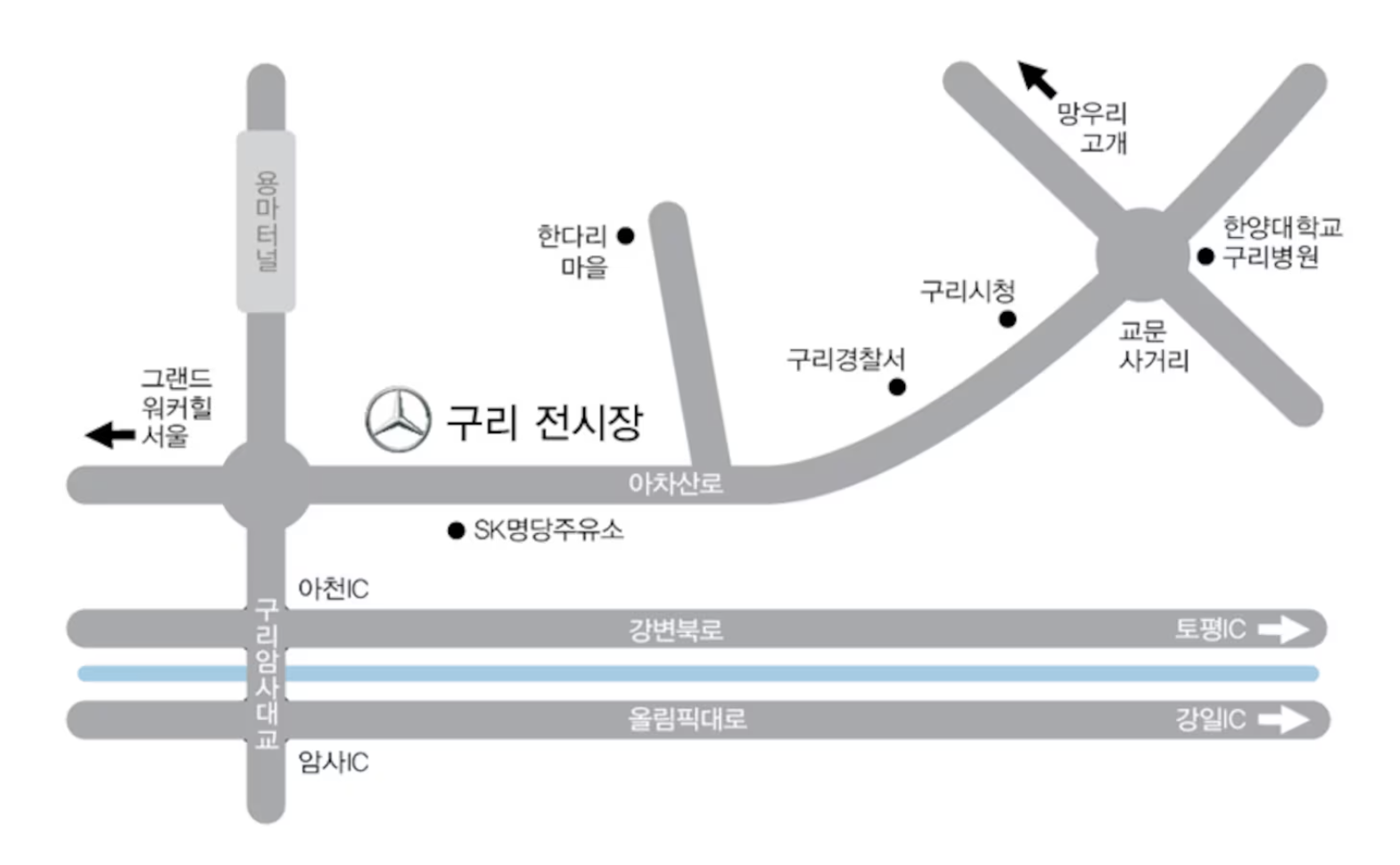 망우리
고개
용마터널
한양대학교
구리병원
한다리
마을
구리시청
교문
사거리
구리경찰서
그랜드
워커힐
서울
구리 전시장
아차산로
SK명당주유소
아천IC
구리암사대교
강변북로
토평IC
올림픽대로
강일IC
암사IC